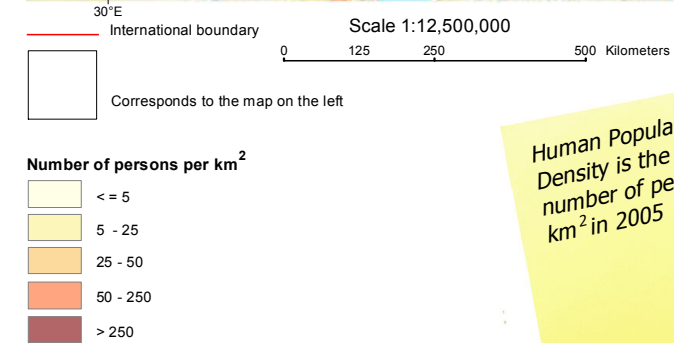 30°E
International boundary
Scale 1:12,500,000
0 125 250 500 Kilometers
Corresponds to the map on the left
Number of persons per km²
< = 5
5 - 25
25 - 50
50 - 250
> 250
Human Popula
Density is the
number of pe
km² in 2005